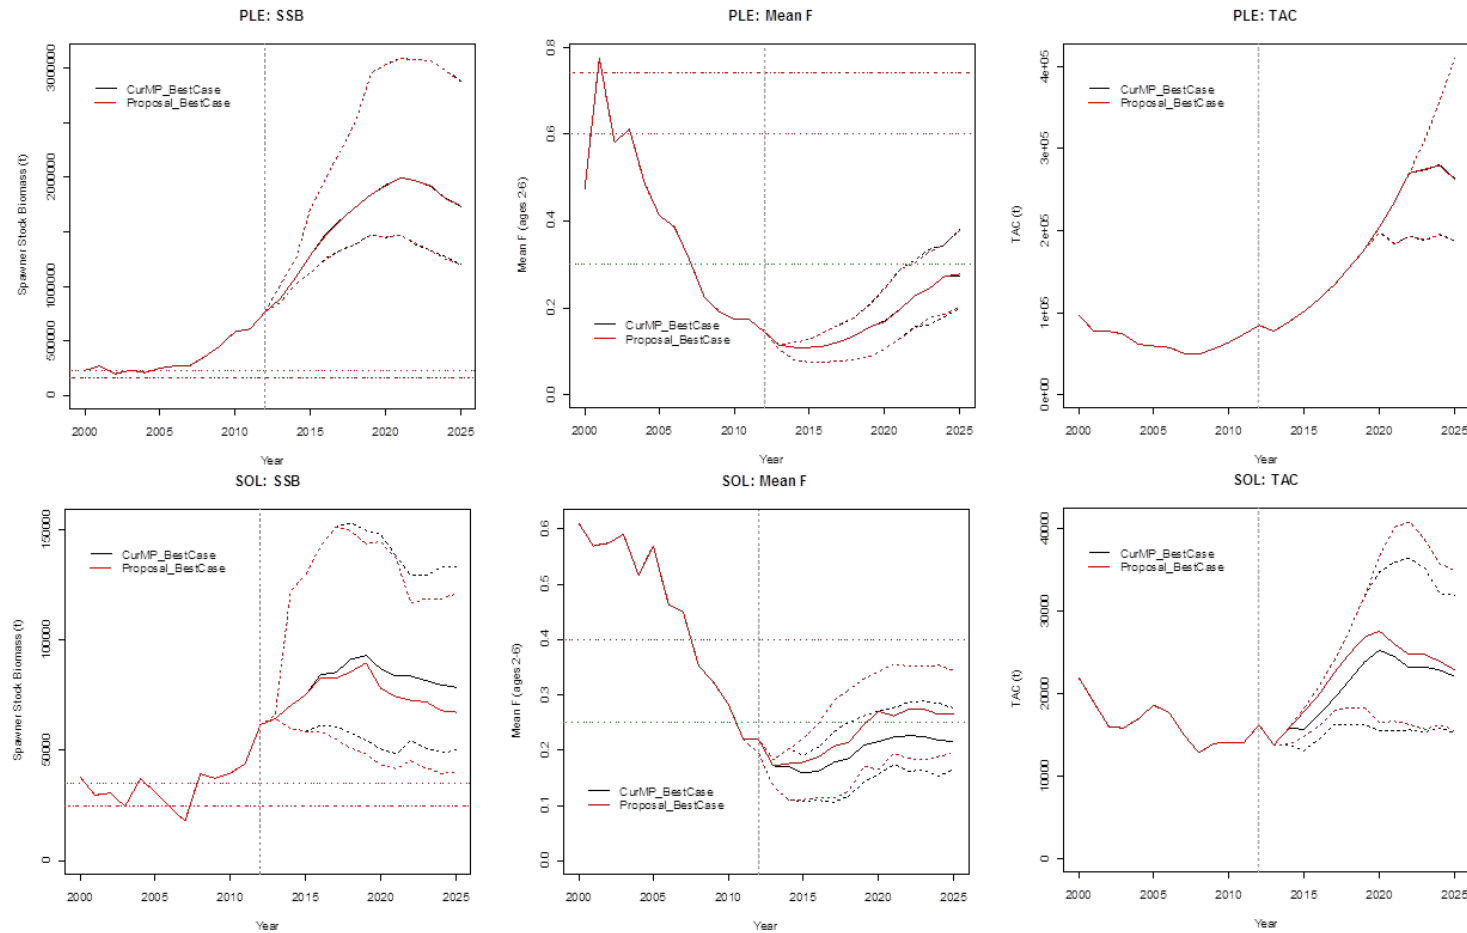 PLE: SSB
Spawner Stock Biomass (t)
3000000
2000000
1000000
500000
0
CurMP_BestCase
Proposal_BestCase
2000 2005 2010 2015 2020 2025
Year
PLE: Mean F
Mean F (ages 2-6)
0.8
0.6
0.4
0.2
0.0
CurMP_BestCase
Proposal_BestCase
2000 2005 2010 2015 2020 2025
Year
PLE: TAC
TAC (t)
4e+05
3e+05
2e+05
1e+05
0e+00
CurMP_BestCase
Proposal_BestCase
2000 2005 2010 2015 2020 2025
Year
SOL: SSB
Spawner Stock Biomass (t)
150000
100000
50000
0
CurMP_BestCase
Proposal_BestCase
2000 2005 2010 2015 2020 2025
Year
SOL: Mean F
Mean F (ages 2-6)
0.6
0.5
0.4
0.3
0.2
0.1
0.0
CurMP_BestCase
Proposal_BestCase
2000 2005 2010 2015 2020 2025
Year
SOL: TAC
TAC (t)
40000
30000
20000
10000
0
CurMP_BestCase
Proposal_BestCase
2000 2005 2010 2015 2020 2025
Year